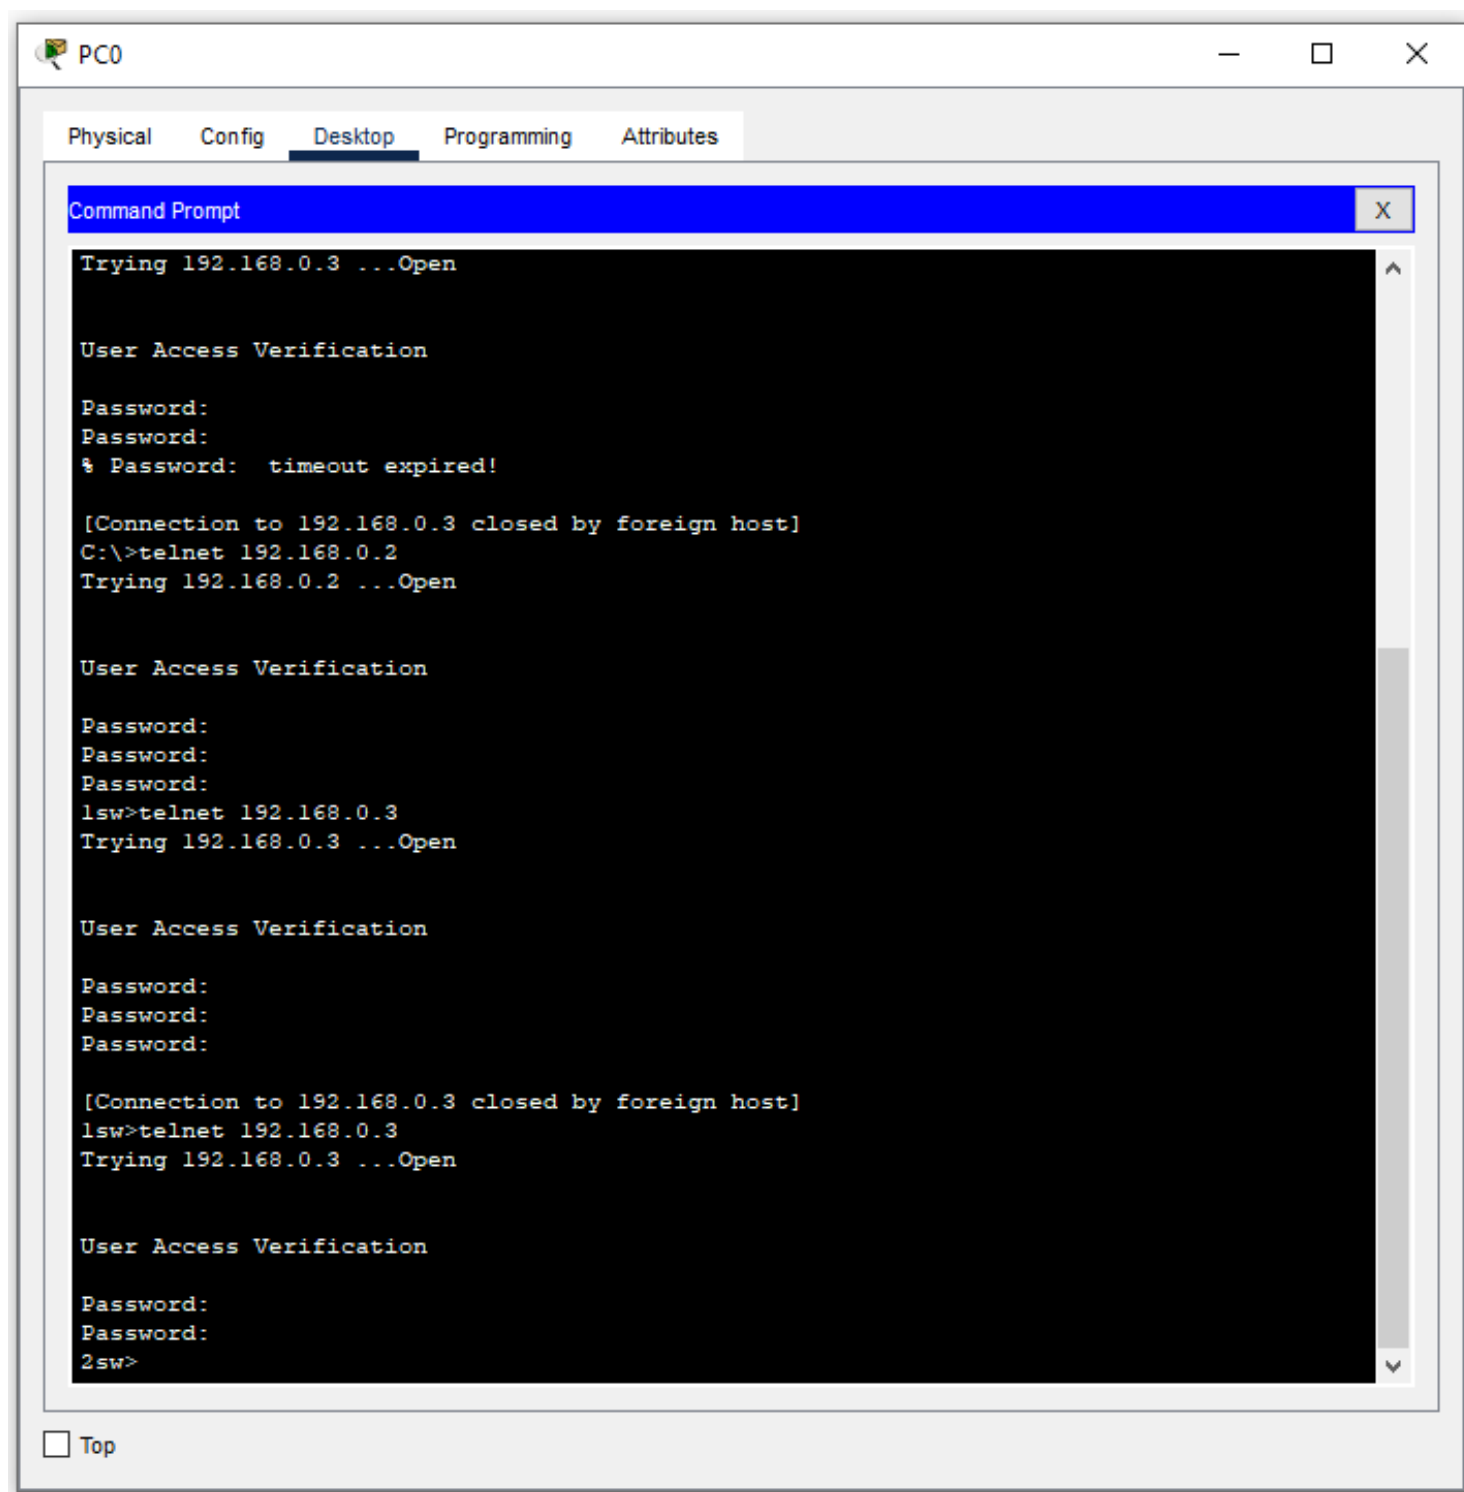 PC0
Physical Config Desktop Programming Attributes
Command Prompt X
Trying 192.168.0.3 ...Open
User Access Verification
Password:
Password:
% Password:  timeout expired!
[Connection to 192.168.0.3 closed by foreign host]
C:\>telnet 192.168.0.2
Trying 192.168.0.2 ...Open
User Access Verification
Password:
Password:
Password:
1sw>telnet 192.168.0.3
Trying 192.168.0.3 ...Open
User Access Verification
Password:
Password:
Password:
[Connection to 192.168.0.3 closed by foreign host]
1sw>telnet 192.168.0.3
Trying 192.168.0.3 ...Open
User Access Verification
Password:
Password:
2sw>
Top